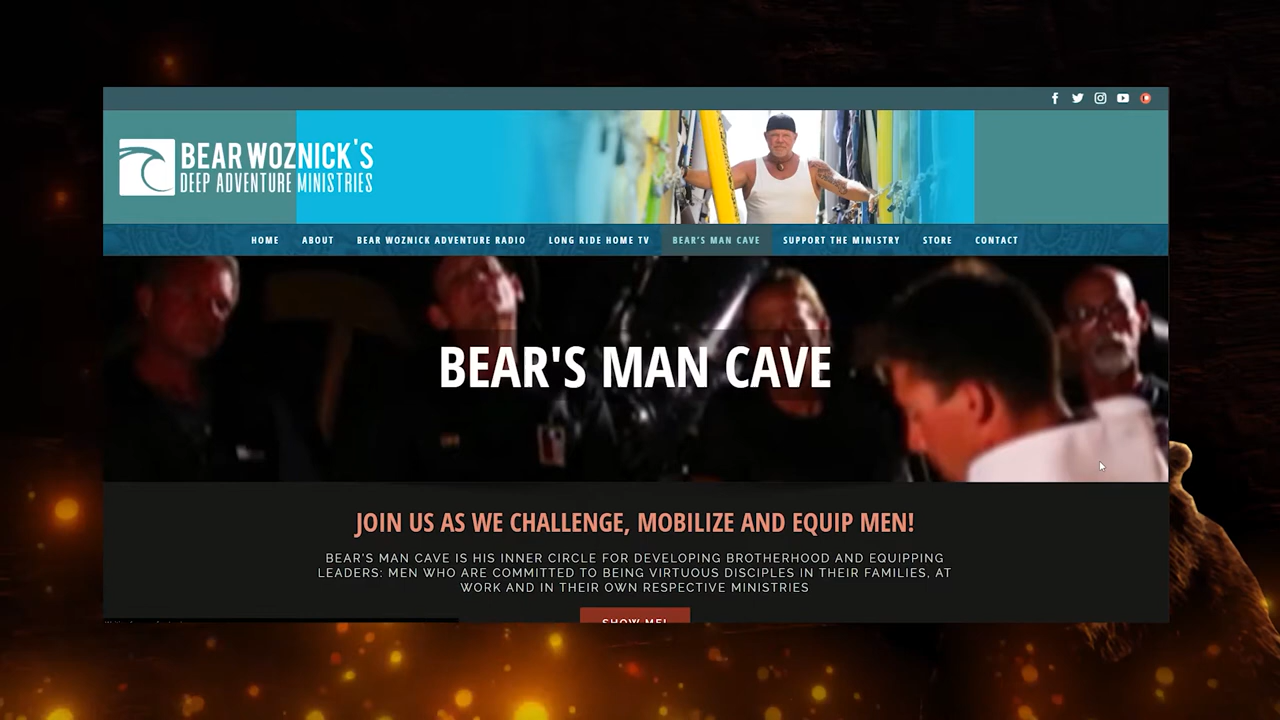 BEAR WOZNICK'S
DEEP ADVENTURE MINISTRIES
HOME ABOUT BEAR WOZNICK ADVENTURE RADIO LONG RIDE HOME TV BEAR'S MAN CAVE SUPPORT THE MINISTRY STORE CONTACT
BEAR'S MAN CAVE
JOIN US AS WE CHALLENGE, MOBILIZE AND EQUIP MEN!
BEAR'S MAN CAVE IS HIS INNER CIRCLE FOR DEVELOPING BROTHERHOOD AND EQUIPPING
LEADERS: MEN WHO ARE COMMITTED TO BEING VIRTUOUS DISCIPLES IN THEIR FAMILIES, AT
WORK AND IN THEIR OWN RESPECTIVE MINISTRIES
SHOW ME!